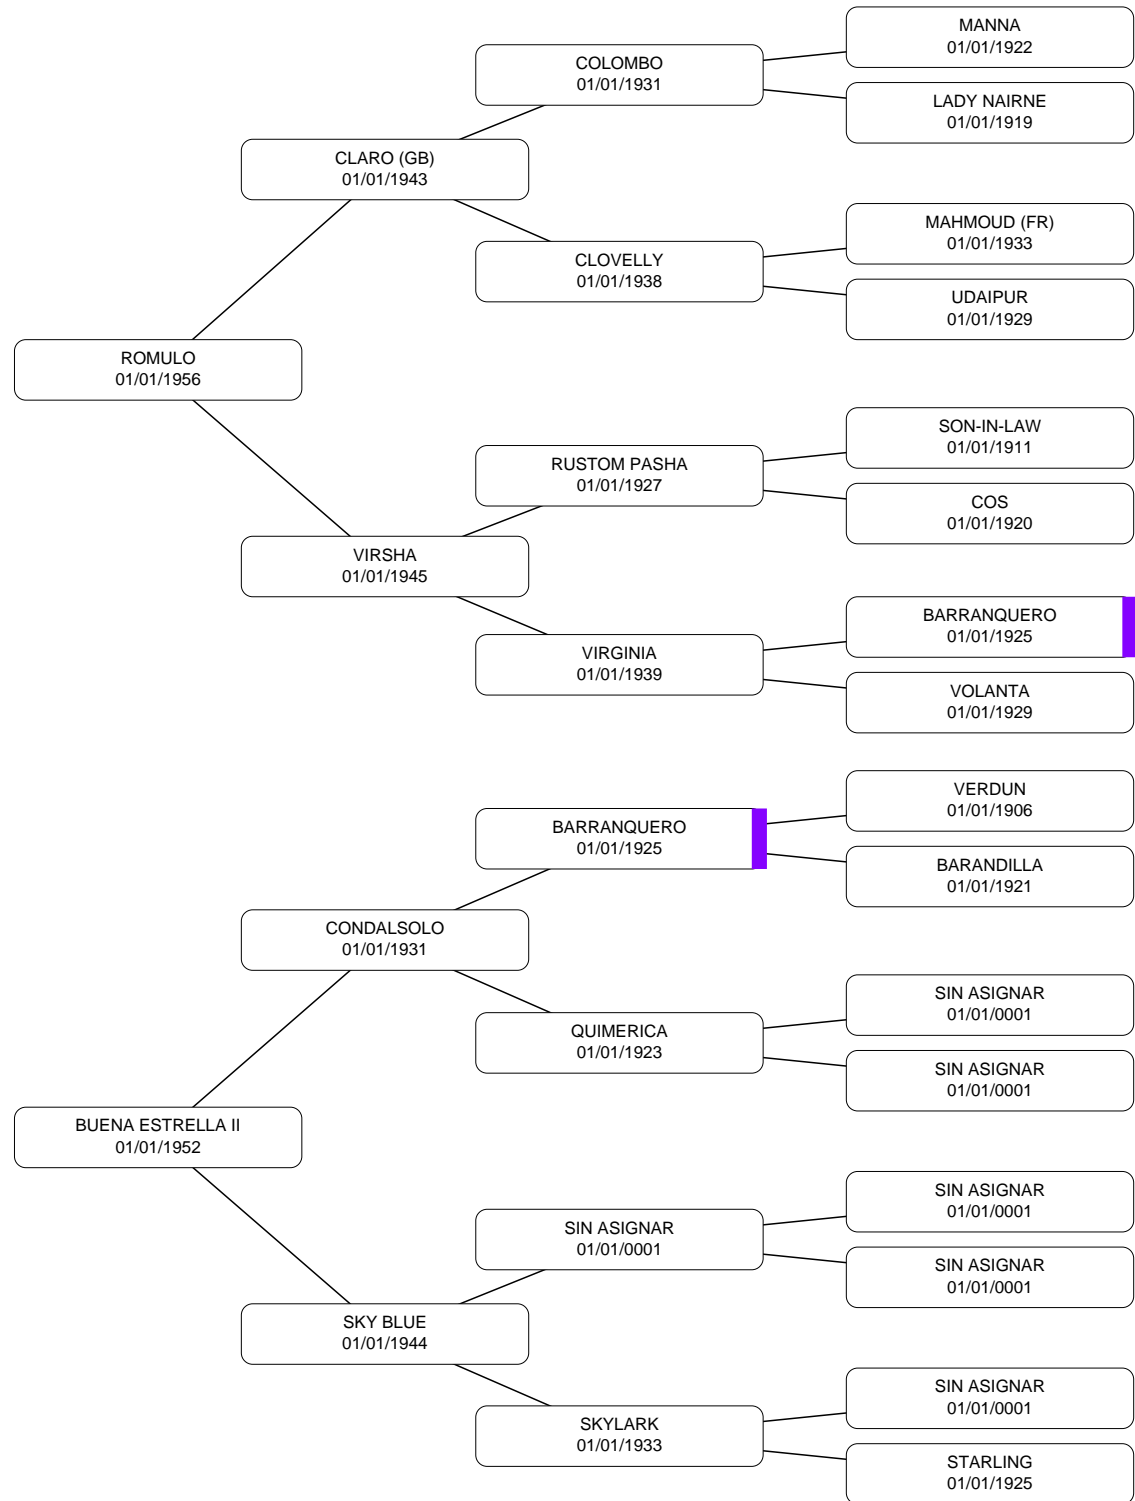 MANNA
01/01/1922
COLOMBO
01/01/1931
LADY NAIRNE
01/01/1919
CLARO (GB)
01/01/1943
MAHMOUD (FR)
01/01/1933
CLOVELLY
01/01/1938
UDAIPUR
01/01/1929
ROMULO
01/01/1956
SON-IN-LAW
01/01/1911
RUSTOM PASHA
01/01/1927
COS
01/01/1920
VIRSHA
01/01/1945
BARRANQUERO
01/01/1925
VIRGINIA
01/01/1939
VOLANTA
01/01/1929
VERDUN
01/01/1906
BARRANQUERO
01/01/1925
BARANDILLA
01/01/1921
CONDALSOLO
01/01/1931
SIN ASIGNAR
01/01/0001
QUIMERICA
01/01/1923
SIN ASIGNAR
01/01/0001
BUENA ESTRELLA II
01/01/1952
SIN ASIGNAR
01/01/0001
SIN ASIGNAR
01/01/0001
SIN ASIGNAR
01/01/0001
SKY BLUE
01/01/1944
SIN ASIGNAR
01/01/0001
SKYLARK
01/01/1933
STARLING
01/01/1925